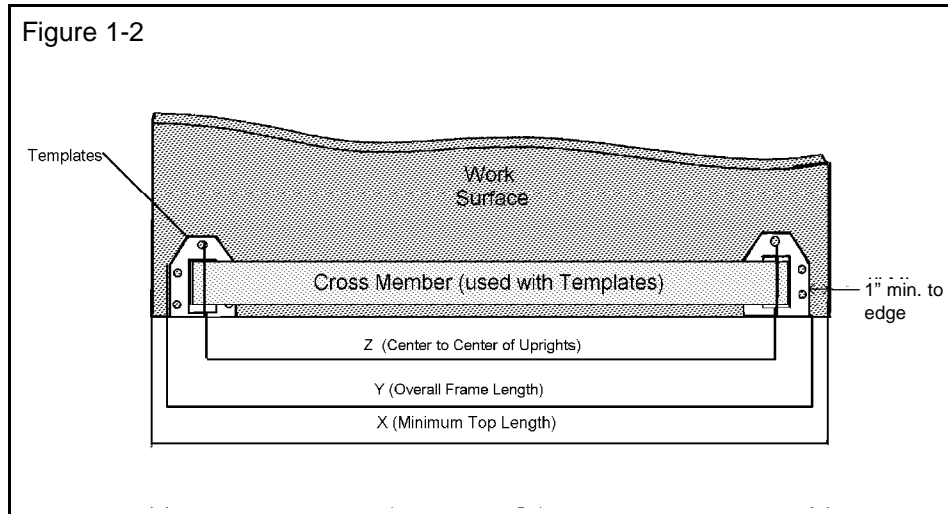 Figure 1-2
Templates
Work
Surface
Cross Member (used with Templates)
1” min. to
edge
Z (Center to Center of Uprights)
Y (Overall Frame Length)
X (Minimum Top Length)